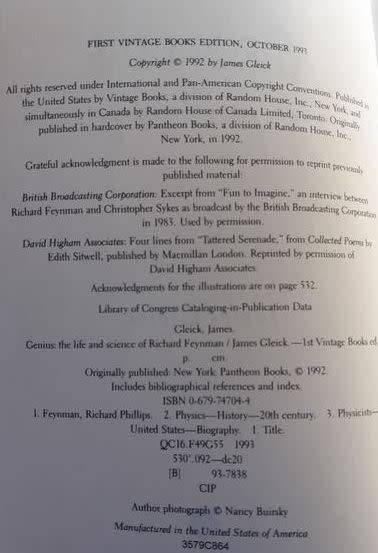 FIRST VINTAGE BOOKS EDITION, OCTOBER 1993
Copyright © 1992 by James Gleick
All rights reserved under International and Pan-American Copyright Conventions. Published in
the United States by Vintage Books, a division of Random House, Inc., New York, and
simultaneously in Canada by Random House of Canada Limited, Toronto. Originally
published in hardcover by Pantheon Books, a division of Random House, Inc.,
New York, in 1992.
Grateful acknowledgment is made to the following for permission to reprint previously
published material:
British Broadcasting Corporation: Excerpt from "Fun to Imagine," an interview between
Richard Feynman and Christopher Sykes as broadcast by the British Broadcasting Corporation
in 1983. Used by permission.
David Higham Associates: Four lines from "Tattered Serenade," from Collected Poems by
Edith Sitwell, published by Macmillan London. Reprinted by permission of
David Higham Associates.
Acknowledgments for the illustrations are on page 532.
Library of Congress Cataloging-in-Publication Data
Gleick, James.
Genius: the life and science of Richard Feynman / James Gleick.—1st Vintage Books ed.
p. cm.
Originally published: New York: Pantheon Books, © 1992.
Includes bibliographical references and index.
ISBN 0-679-74704-4
1. Feynman, Richard Phillips. 2. Physics—History—20th century. 3. Physicists—
United States—Biography. I. Title.
QC16.F49G55 1993
530'.092—dc20
[B] 93-7838
CIP
Author photograph © Nancy Buirsky
Manufactured in the United States of America
3579C864